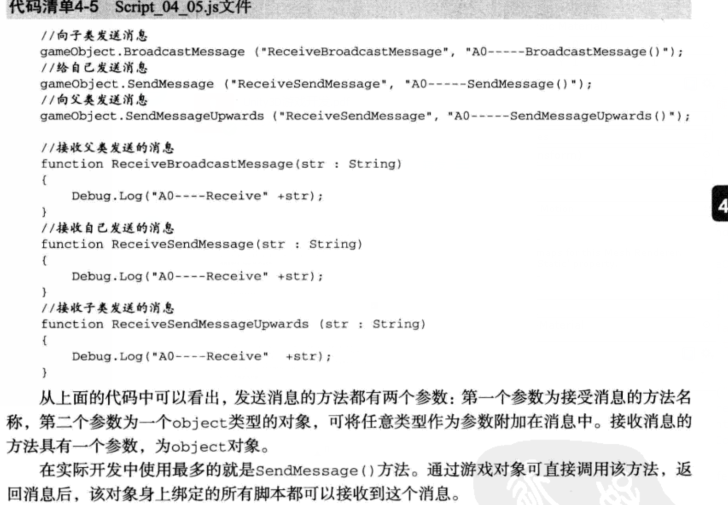 代码清单4-5 Script_04_05.js文件
//向子类发送消息
gameObject.BroadcastMessage ("ReceiveBroadcastMessage", "A0-----BroadcastMessage()");
//给自己发送消息
gameObject.SendMessage ("ReceiveSendMessage", "A0-----SendMessage()");
//向父类发送消息
gameObject.SendMessageUpwards ("ReceiveSendMessage", "A0-----SendMessageUpwards()");
//接收父类发送的消息
function ReceiveBroadcastMessage(str : String)
{
Debug.Log("A0----Receive" +str);
}
//接收自己发送的消息
function ReceiveSendMessage(str : String)
{
Debug.Log("A0----Receive" +str);
}
//接收子类发送的消息
function ReceiveSendMessageUpwards (str : String)
{
Debug.Log("A0----Receive" +str);
}
4
从上面的代码中可以看出，发送消息的方法都有两个参数：第一个参数为接受消息的方法名
称，第二个参数为一个object类型的对象，可将任意类型作为参数附加在消息中。接收消息的
方法具有一个参数，为object对象。
在实际开发中使用最多的就是SendMessage()方法。通过游戏对象可直接调用该方法，返
回消息后，该对象身上绑定的所有脚本都可以接收到这个消息。